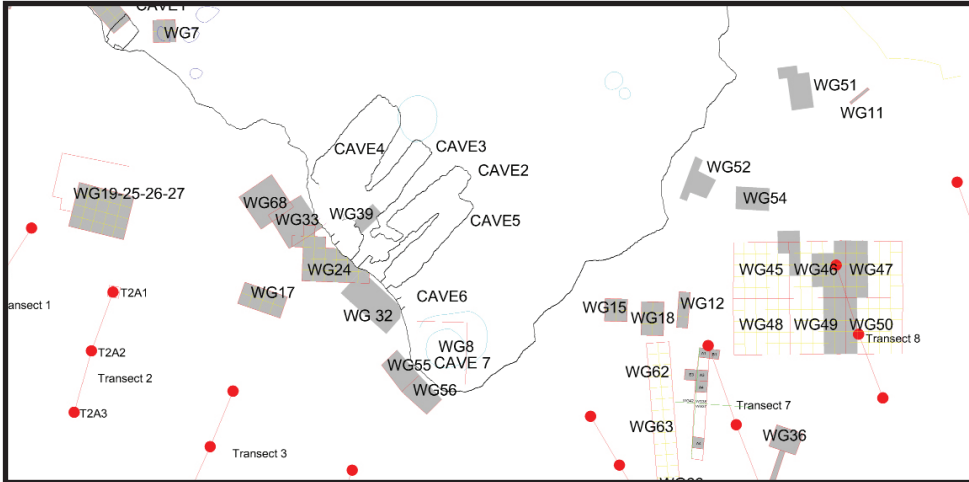 CAVE1
WG7
WG51
WG11
CAVE4
CAVE3
CAVE2
WG52
WG19-25-26-27
WG54
WG68
WG39
WG33
CAVE5
WG24
WG45
WG46
WG47
Transect 1
T2A1
WG17
CAVE6
WG 32
WG15
WG18
WG12
WG48
WG49
WG50
Transect 8
T2A2
WG8
WG55
CAVE 7
WG62
Transect 2
WG56
T2A3
Transect 7
WG63
WG36
Transect 3